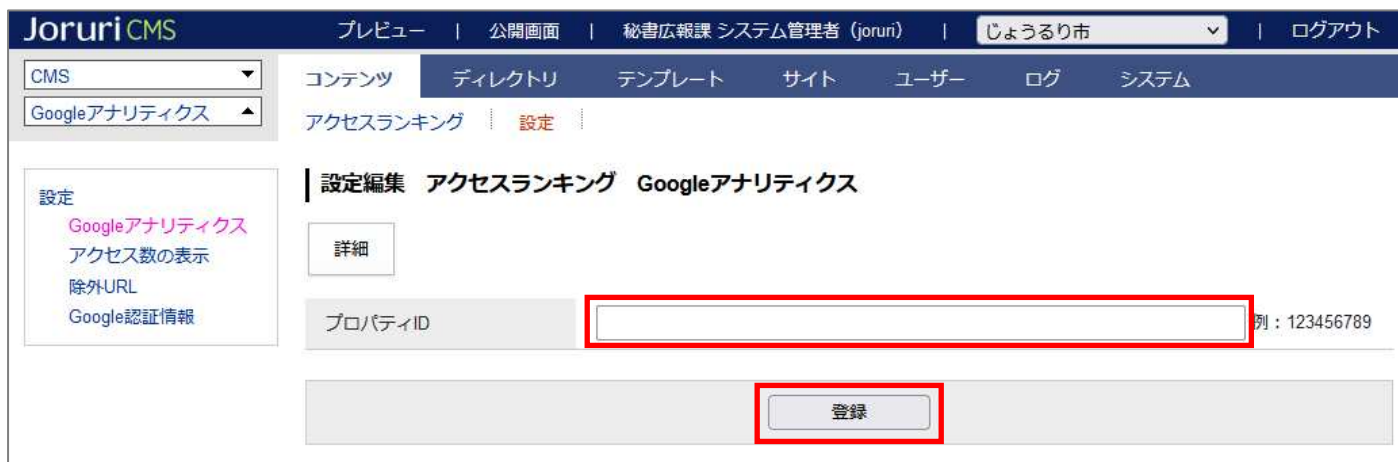 Joruri CMS プレビュー | 公開画面 | 秘書広報課 システム管理者 (joruri) | じょうるり市 | ログアウト
CMS
Googleアナリティクス
コンテンツ ディレクトリ テンプレート サイト ユーザー ログ システム
アクセスランキング 設定
設定
Googleアナリティクス
アクセス数の表示
除外URL
Google認証情報
設定編集 アクセスランキング Googleアナリティクス
詳細
プロパティID 例：123456789
登録